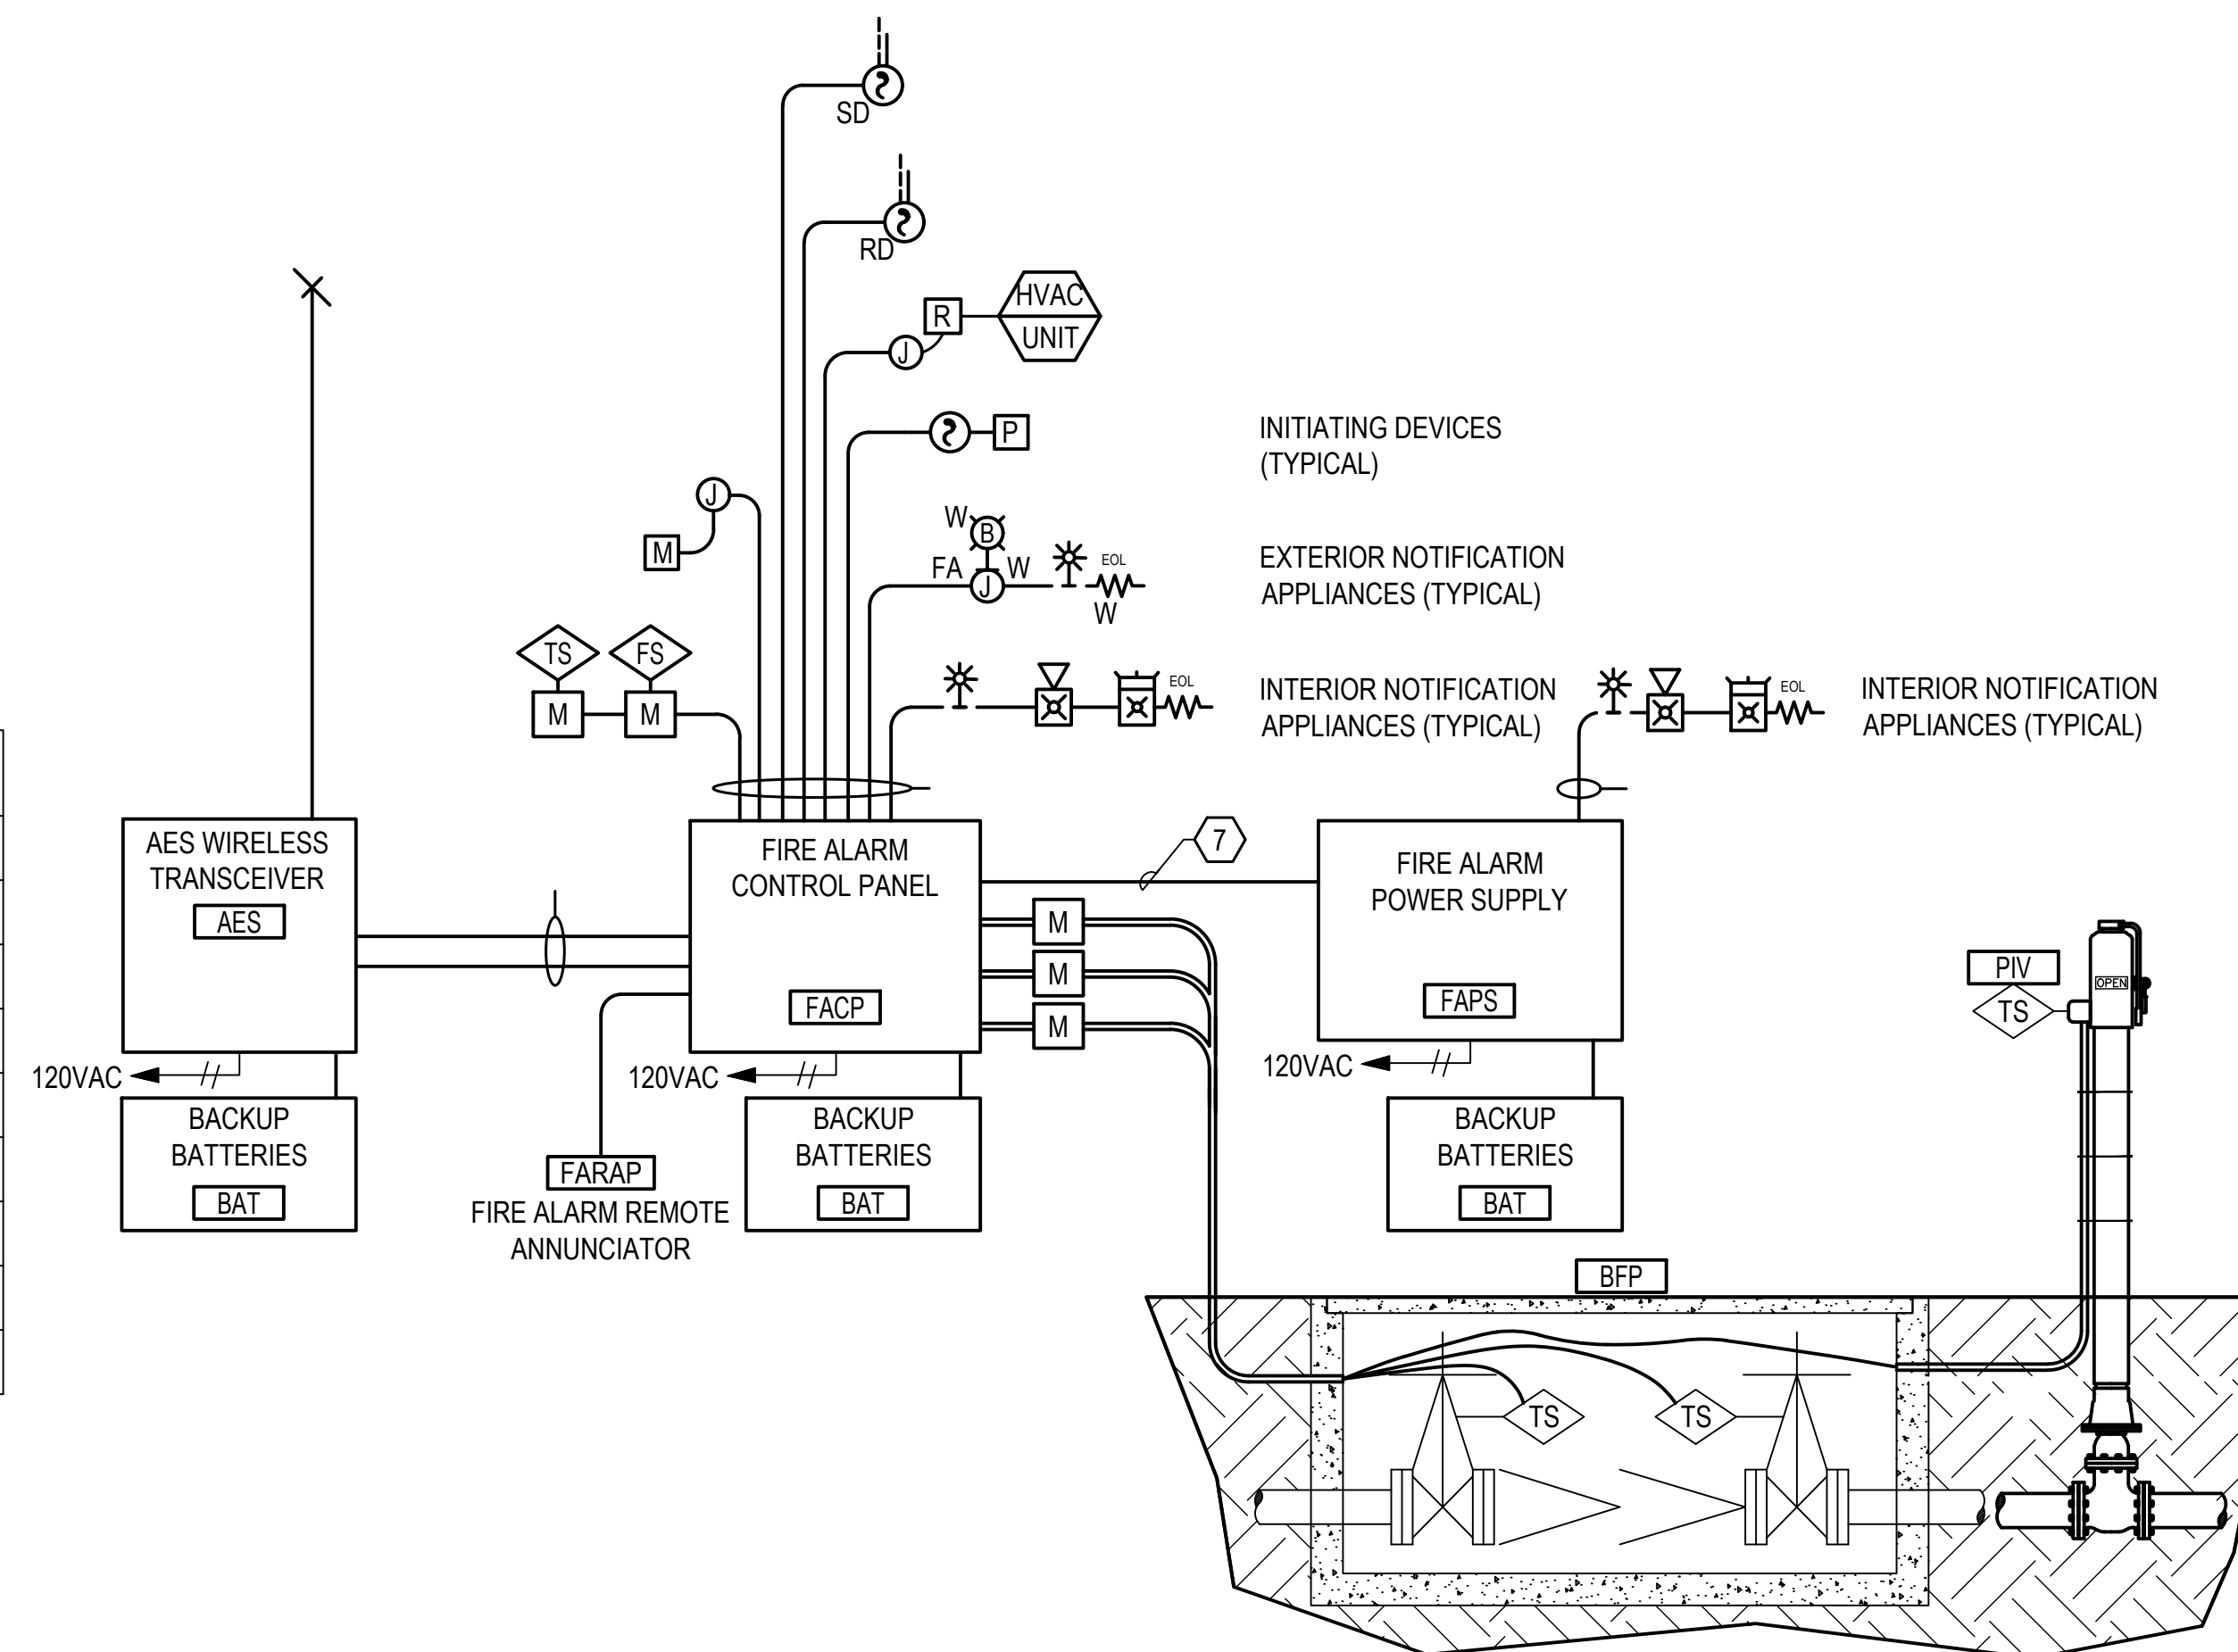 SD
RD
HVAC
UNIT
R
J
P
INITIATING DEVICES
(TYPICAL)
J
M
W
B
FA
J
W
EOL
W
EXTERIOR NOTIFICATION
APPLIANCES (TYPICAL)
TS
FS
M
M
EOL
INTERIOR NOTIFICATION
APPLIANCES (TYPICAL)
EOL
INTERIOR NOTIFICATION
APPLIANCES (TYPICAL)
AES WIRELESS
TRANSCEIVER
AES
FIRE ALARM
CONTROL PANEL
FACP
7
M
M
M
FIRE ALARM
POWER SUPPLY
FAPS
PIV
TS
OPEN
120VAC
120VAC
120VAC
BACKUP
BATTERIES
BAT
FARAP
FIRE ALARM REMOTE
ANNUNCIATOR
BACKUP
BATTERIES
BAT
BACKUP
BATTERIES
BAT
BFP
TS
TS